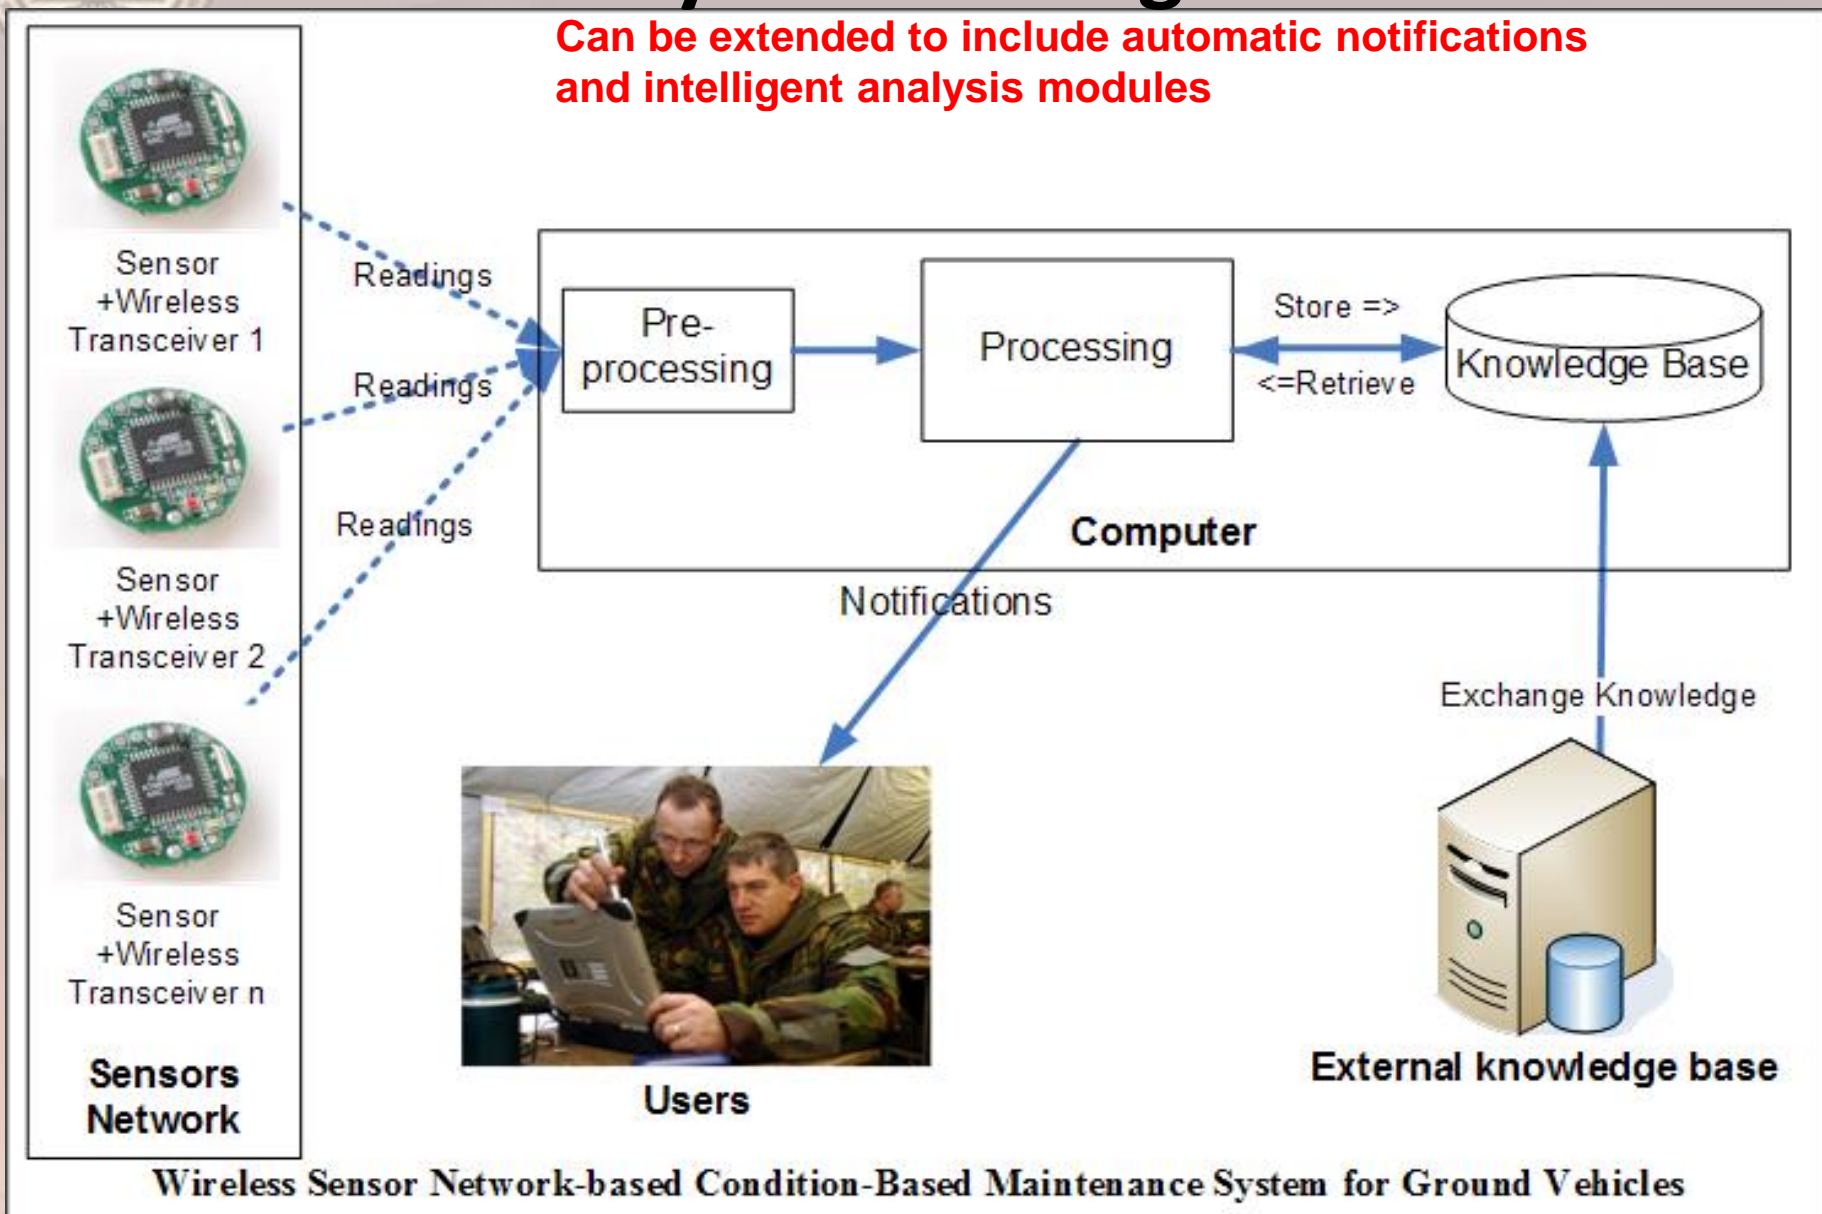 Can be extended to include automatic notifications
and intelligent analysis modules
Sensor
+Wireless
Transceiver 1
Sensor
+Wireless
Transceiver 2
Sensor
+Wireless
Transceiver n
Sensors
Network
Readings
Readings
Readings
Pre-
processing
Processing
Store =>
<=Retrieve
Knowledge Base
Computer
Notifications
Users
Exchange Knowledge
External knowledge base
Wireless Sensor Network-based Condition-Based Maintenance System for Ground Vehicles